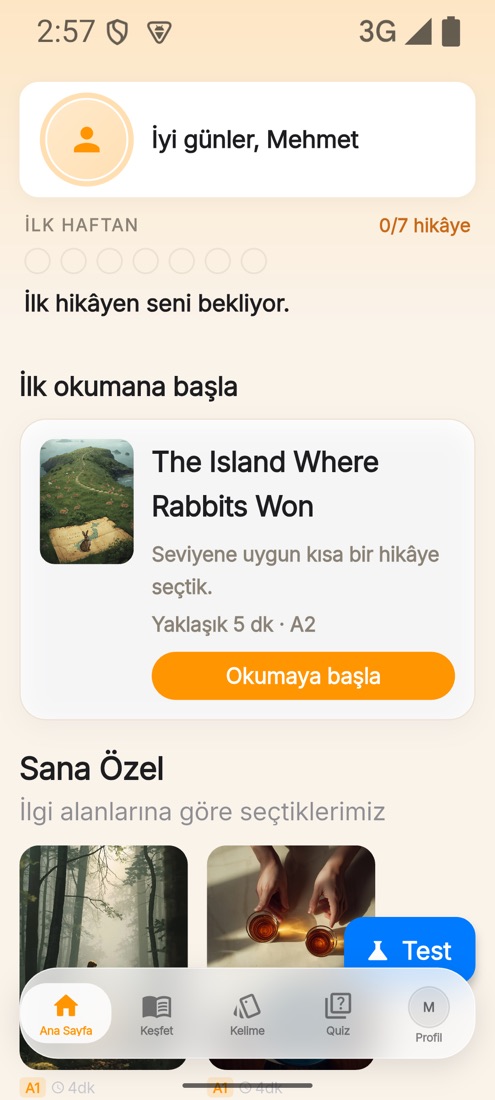 2:57
3G
İyi günler, Mehmet
İLK HAFTAN
0/7 hikâye
İlk hikâyen seni bekliyor.
İlk okumana başla
The Island Where
Rabbits Won
Seviyene uygun kısa bir hikâye
seçtik.
Yaklaşık 5 dk · A2
Okumaya başla
Sana Özel
İlgi alanlarına göre seçtiklerimiz
Test
Ana Sayfa
Keşfet
Kelime
Quiz
M
Profil
A1 4dk
A1 4dk